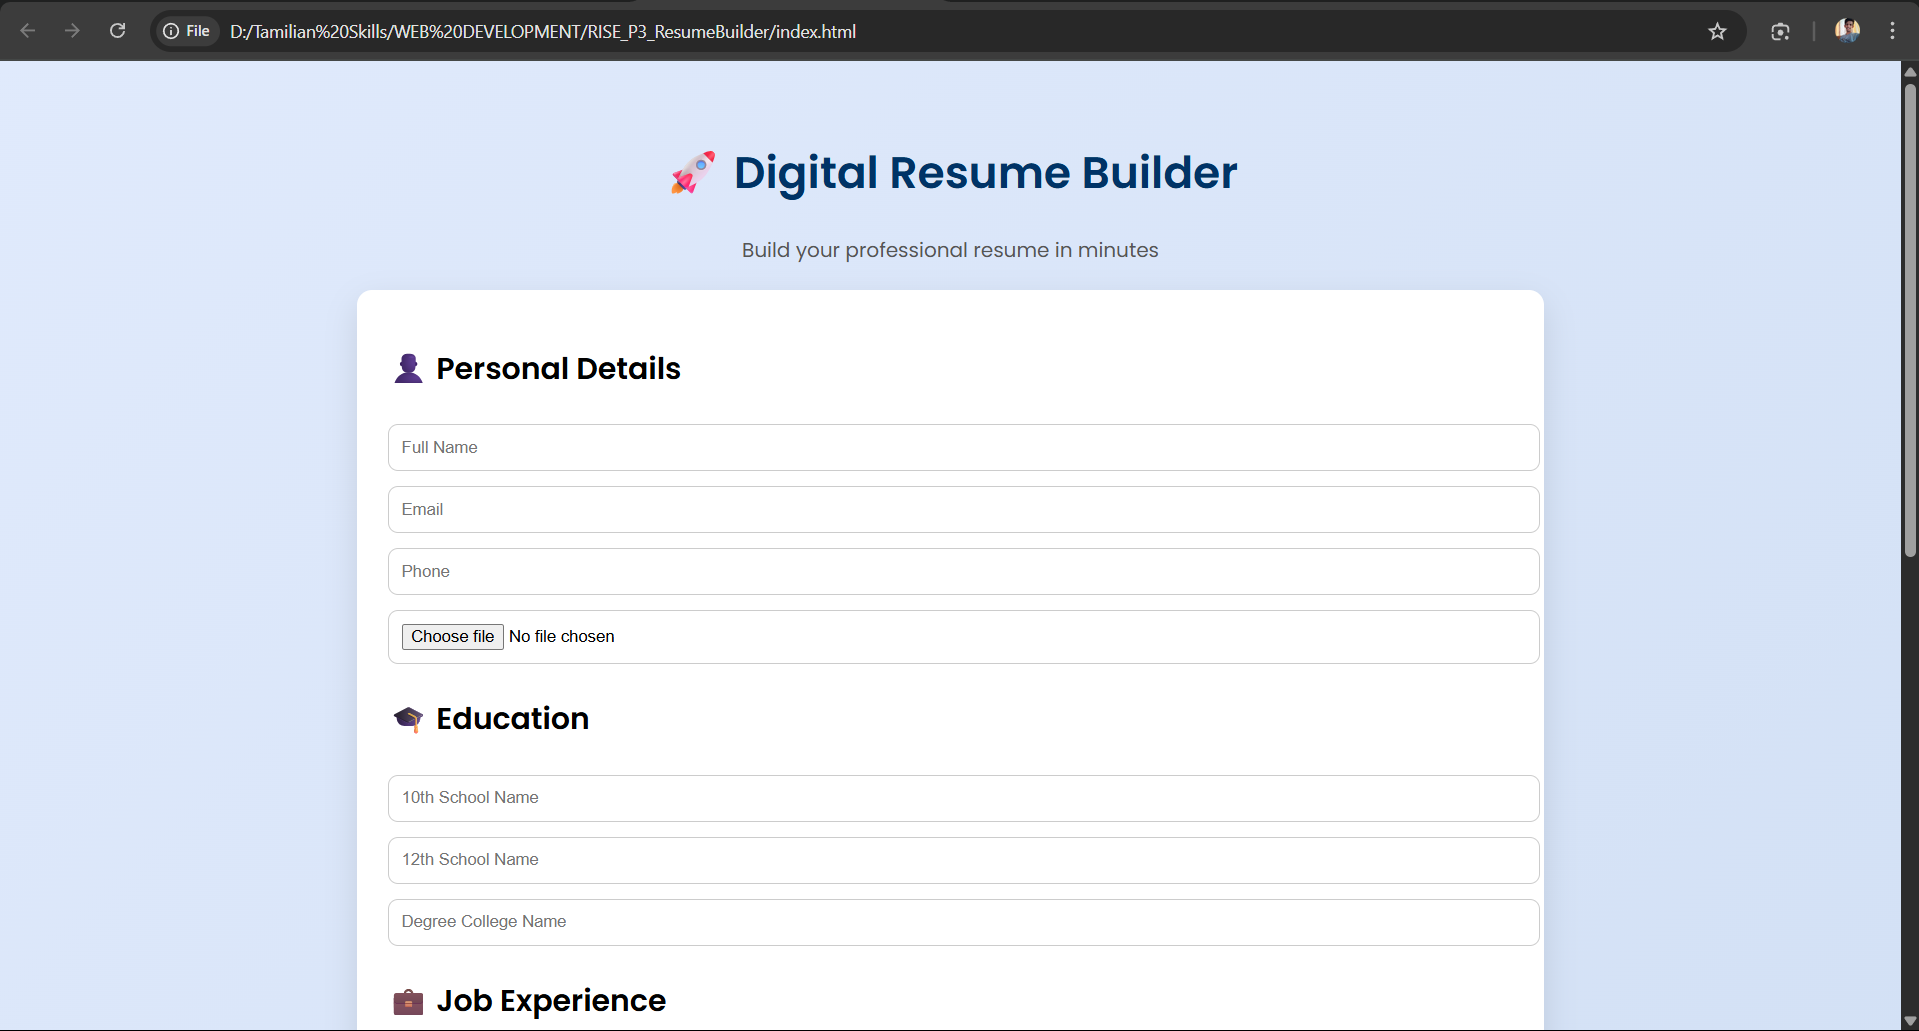 File D:/Tamilian%20Skills/WEB%20DEVELOPMENT/RISE_P3_ResumeBuilder/index.html
🚀 Digital Resume Builder
Build your professional resume in minutes
👤 Personal Details
Full Name
Email
Phone
Choose file No file chosen
🎓 Education
10th School Name
12th School Name
Degree College Name
💼 Job Experience